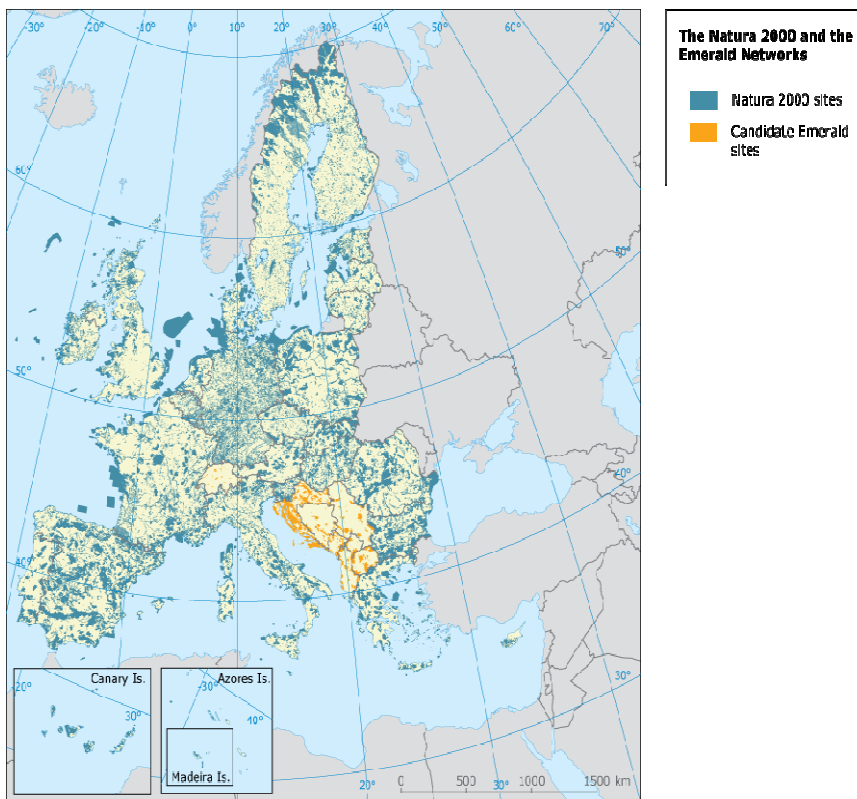 -30° -20° -10° 0° 10° 20° 30° 40° 50° 60° 70°
The Natura 2000 and the
Emerald Networks
Natura 2000 sites
Candidate Emerald
sites
60°
50°
50°
40°
40°
30°
Canary Is.
-20°
30°
Azores Is.
-30°
40°
Madeira Is.
0°
10°
20°
30°
0 500 1000 1500 km